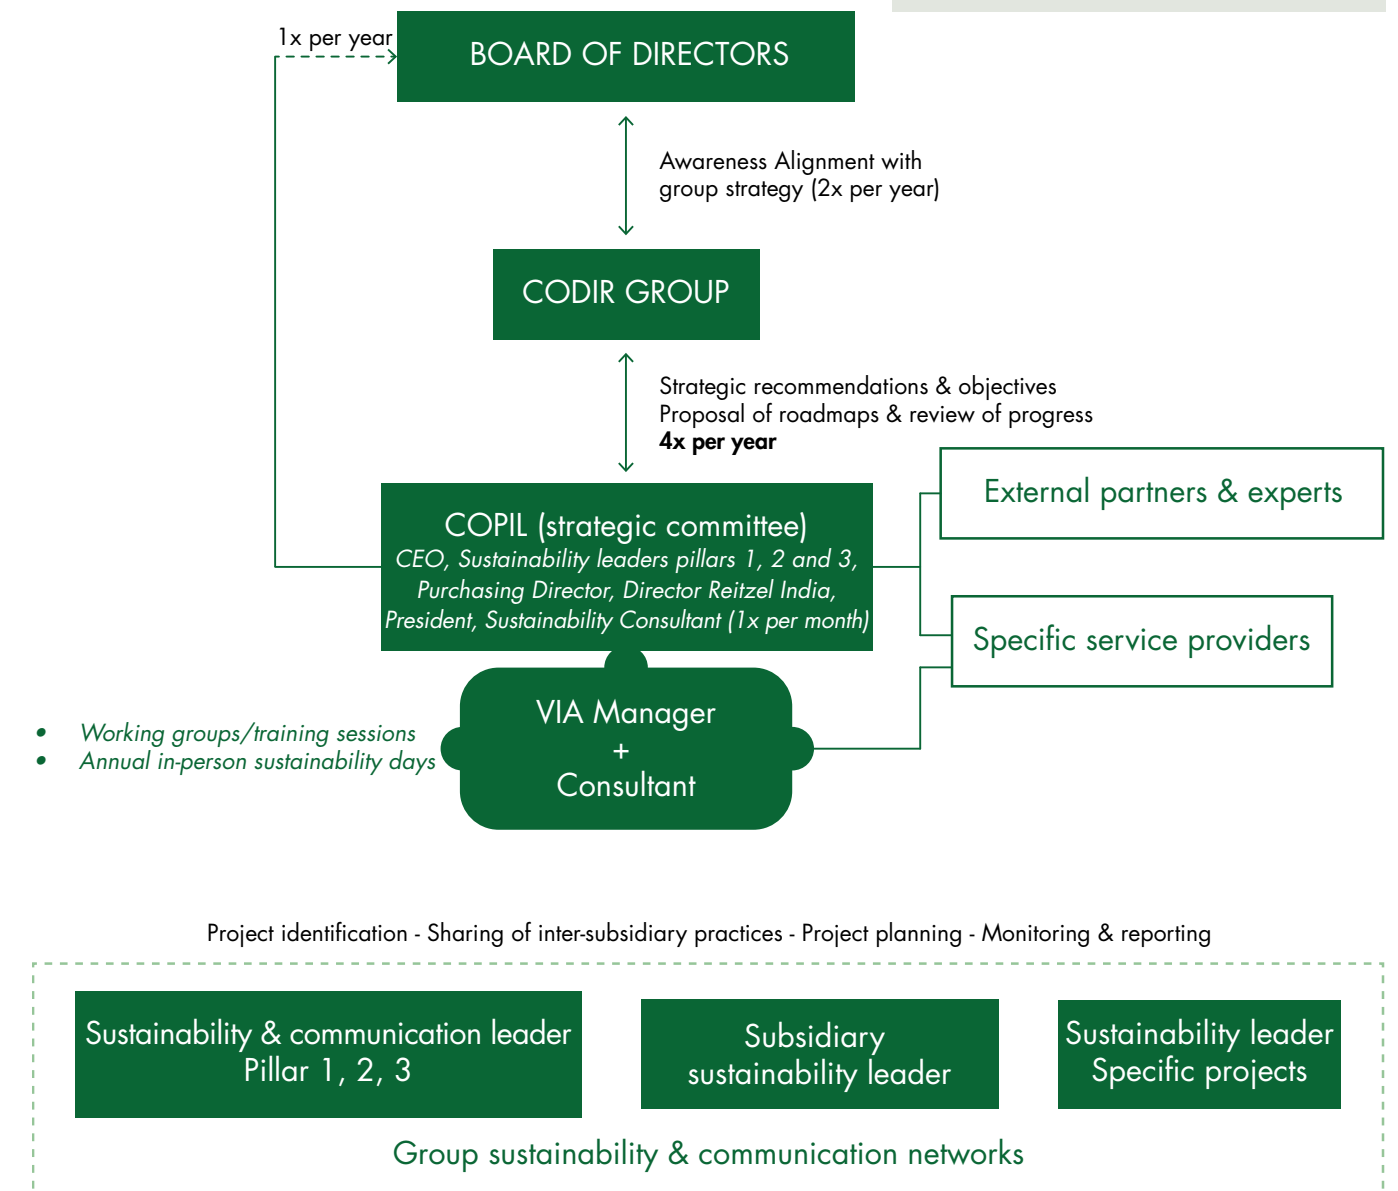 1x per year
BOARD OF DIRECTORS
Awareness Alignment with
group strategy (2x per year)
CODIR GROUP
Strategic recommendations & objectives
Proposal of roadmaps & review of progress
4x per year
External partners & experts
COPIL (strategic committee)
CEO, Sustainability leaders pillars 1, 2 and 3,
Purchasing Director, Director Reitzel India,
President, Sustainability Consultant (1x per month)
Specific service providers
VIA Manager
+
Consultant
• Working groups/training sessions
• Annual in-person sustainability days
Project identification - Sharing of inter-subsidiary practices - Project planning - Monitoring & reporting
Sustainability & communication leader
Pillar 1, 2, 3
Subsidiary
sustainability leader
Sustainability leader
Specific projects
Group sustainability & communication networks